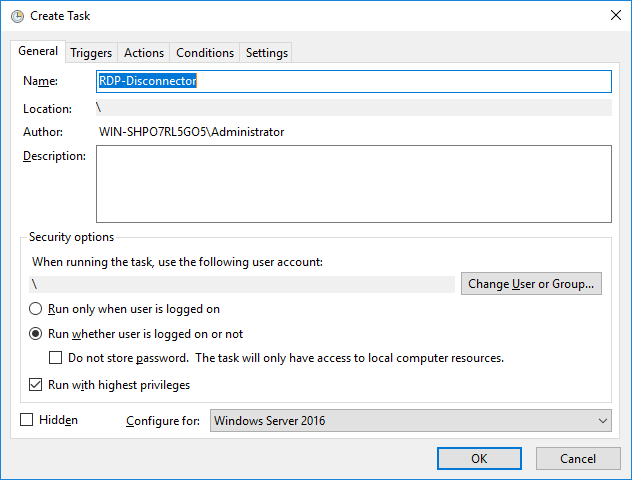 Create Task
General Triggers Actions Conditions Settings
Name: RDP-Disconnector
Location: \
Author: WIN-SHPO7RL5GO5\Administrator
Description:
Security options
When running the task, use the following user account:
\ Change User or Group...
Run only when user is logged on
Run whether user is logged on or not
Do not store password. The task will only have access to local computer resources.
Run with highest privileges
Hidden Configure for: Windows Server 2016
OK Cancel